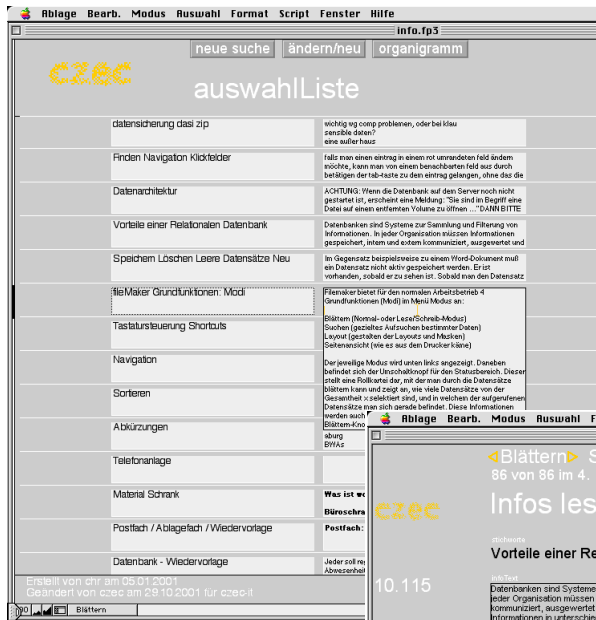 Ablage Bearb. Modus Auswahl Format Script Fenster Hilfe
info.fp3
neue suche ändern/neu organigramm
czec
auswahlListe
datensicherung dasi zip
wichtig wg comp problemen, oder bei klau
sensible daten?
eine außer haus
Finden Navigation Klickfelder
falls man einen eintrag in einem rot umrandeten feld ändern
möchte, kann man von einem benachbarten feld aus durch
betätigen der tab-taste zu dem eintrag gelangen, ohne das die
Datenarchitektur
ACHTUNG: Wenn die Datenbank auf dem Server noch nicht
gestartet ist, erscheint eine Meldung: "Sie sind im Begriff eine
Datei auf einem entfernten Volume zu öffnen ..." DANN BITTE
Vorteile einer Relationalen Datenbank
Datenbanken sind Systeme zur Sammlung und Filterung von
Informationen. In jeder Organisation müssen Informationen
gespeichert, intern und extern kommuniziert, ausgewertet und
Speichern Löschen Leere Datensätze Neu
Im Gegensatz beispielsweise zu einem Word-Dokument muß
ein Datensatz nicht aktiv gespeichert werden. Er ist
vorhanden, sobald er zu sehen ist. Sobald man den Datensatz
fileMaker Grundfunktionen: Modi
Filemaker bietet für den normalen Arbeitsbetrieb 4
Grundfunktionen (Modi) im Menü Modus an:
Blättern (Normal- oder Lese/Schreib-Modus)
Suchen (gezieltes Aufsuchen bestimmter Daten)
Layout (gestalten der Layouts und Masken)
Seitenansicht (wie es aus dem Drucker käme)
Der jeweilige Modus wird unten links angezeigt. Daneben
befindet sich der Umschaltknopf für den Statusbereich. Dieser
stellt eine Rollkartei dar, mit der man durch die Datensätze
blättern kann und zeigt an, wie viele Datensätze von der
Gesamtheit x selektiert sind, und in welchem der aufgerufenen
Datensätze man sich gerade befindet. Diese Informationen
werden auch
Blättern-Kno
Tastatursteuerung Shortcuts
Navigation
Sortieren
Abkürzungen
aburg
BWAs
Telefonanlage
Material Schrank
Was ist wo
Büroschra
Postfach / Ablagefach / Wiedervorlage
Postfach:
Datenbank - Wiedervorlage
Jeder soll reg
Abwesenheit
Erstellt von chr am 05.01.2001
Geändert von czec am 29.10.2001 für czec-it
Blättern
Ablage Bearb. Modus Auswahl F
Blättern S
86 von 86 im 4.
czec
Infos les
stichworte
Vorteile einer Re
infoText
10.115
Datenbanken sind Systeme
jeder Organisation müssen
kommuniziert, ausgewertet
Informationen in unterschie